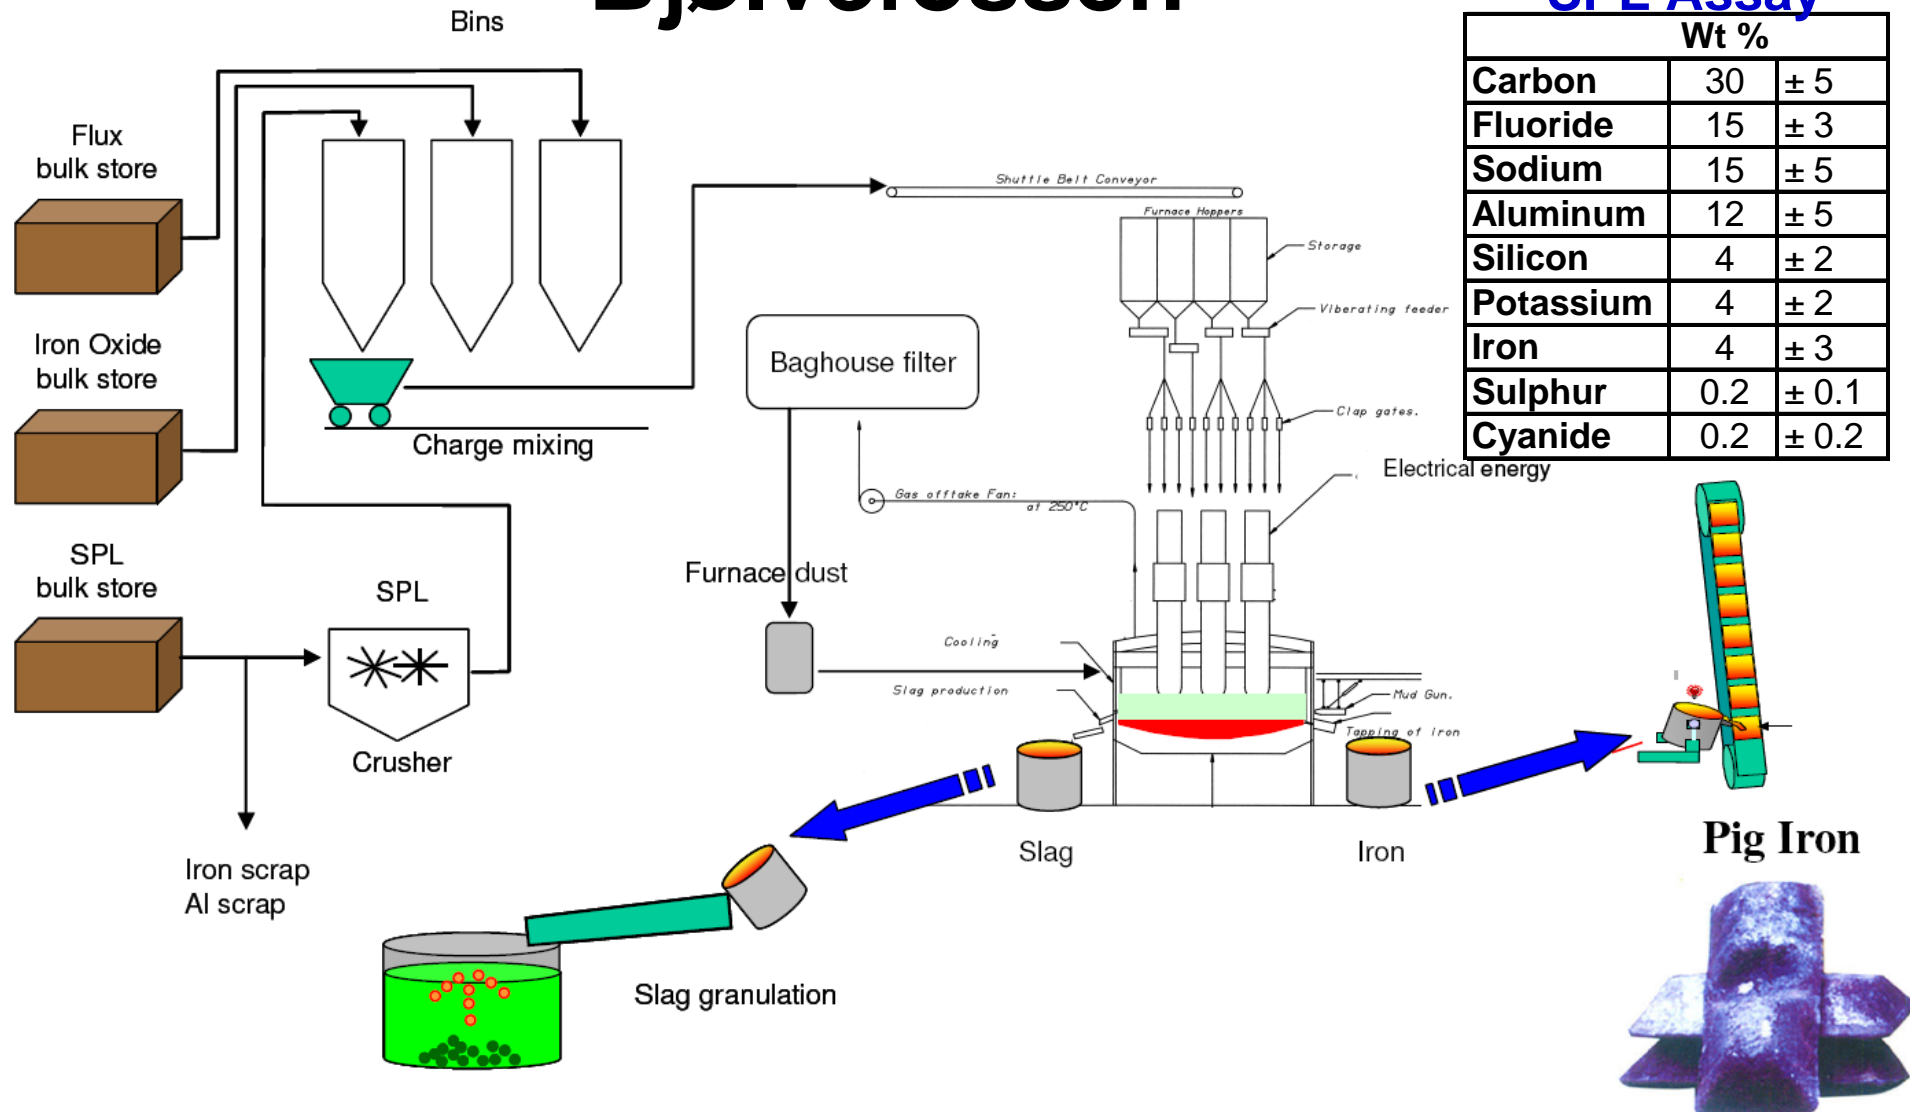 Bjølvefossen
SPL Assay
Bins
Wt %
Carbon 30 ± 5
Fluoride 15 ± 3
Sodium 15 ± 5
Aluminum 12 ± 5
Silicon 4 ± 2
Potassium 4 ± 2
Iron 4 ± 3
Sulphur 0.2 ± 0.1
Cyanide 0.2 ± 0.2
Flux
bulk store
Iron Oxide
bulk store
SPL
bulk store
SPL
Crusher
Iron scrap
Al scrap
Charge mixing
Shuttle Belt Conveyor
Furnace Hoppers
Storage
Viberating feeder
Clap gates.
Electrical energy
Baghouse filter
Gas offtake Fan:
at 250°C
Furnace dust
Cooling
Slag production
Mud Gun.
Tapping of iron
Slag
Iron
Slag granulation
Pig Iron